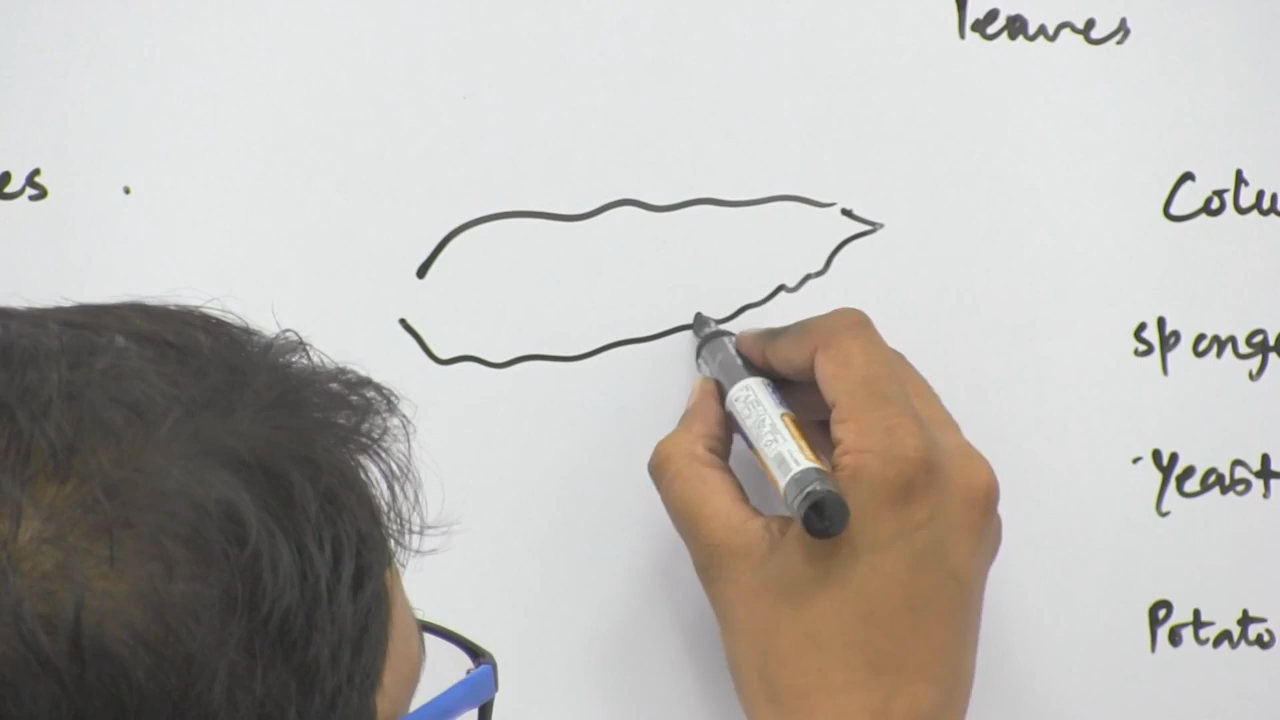 leaves
es .
Colu
sponge
Yeast
Potato